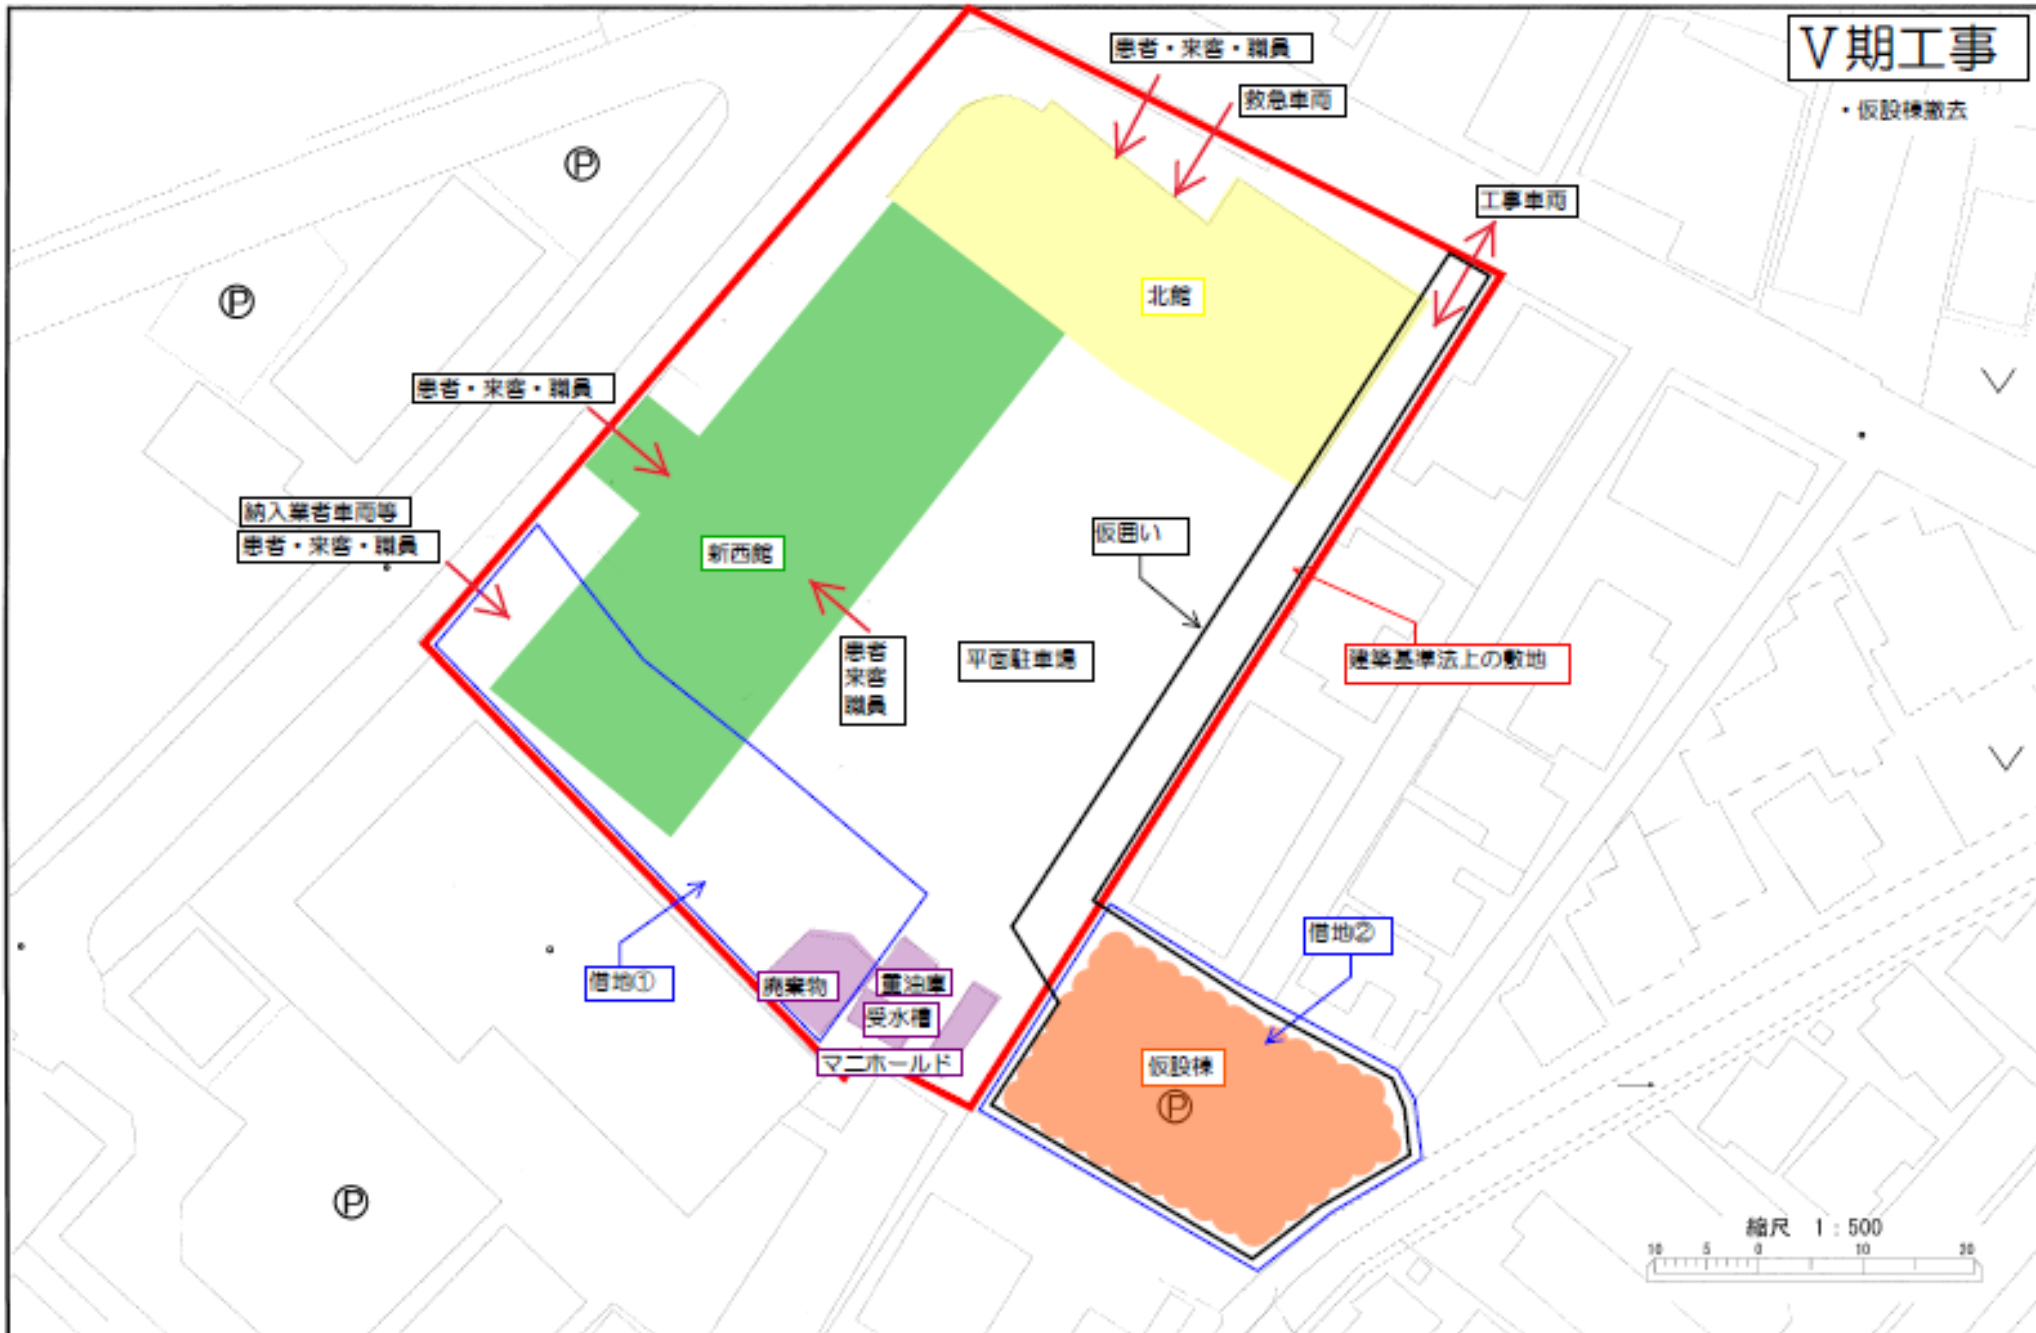 V期工事
・仮設棟撤去
患者・来客・職員
救急車両
工事車両
北館
患者・来客・職員
納入業者車両等
患者・来客・職員
新西館
仮囲い
患者
来客
職員
平面駐車場
建築基準法上の敷地
借地①
借地②
廃棄物
重油庫
受水槽
マニホールド
仮設棟
Ⓟ
Ⓟ
Ⓟ
Ⓟ
縮尺 1：500
10 5 0 10 20